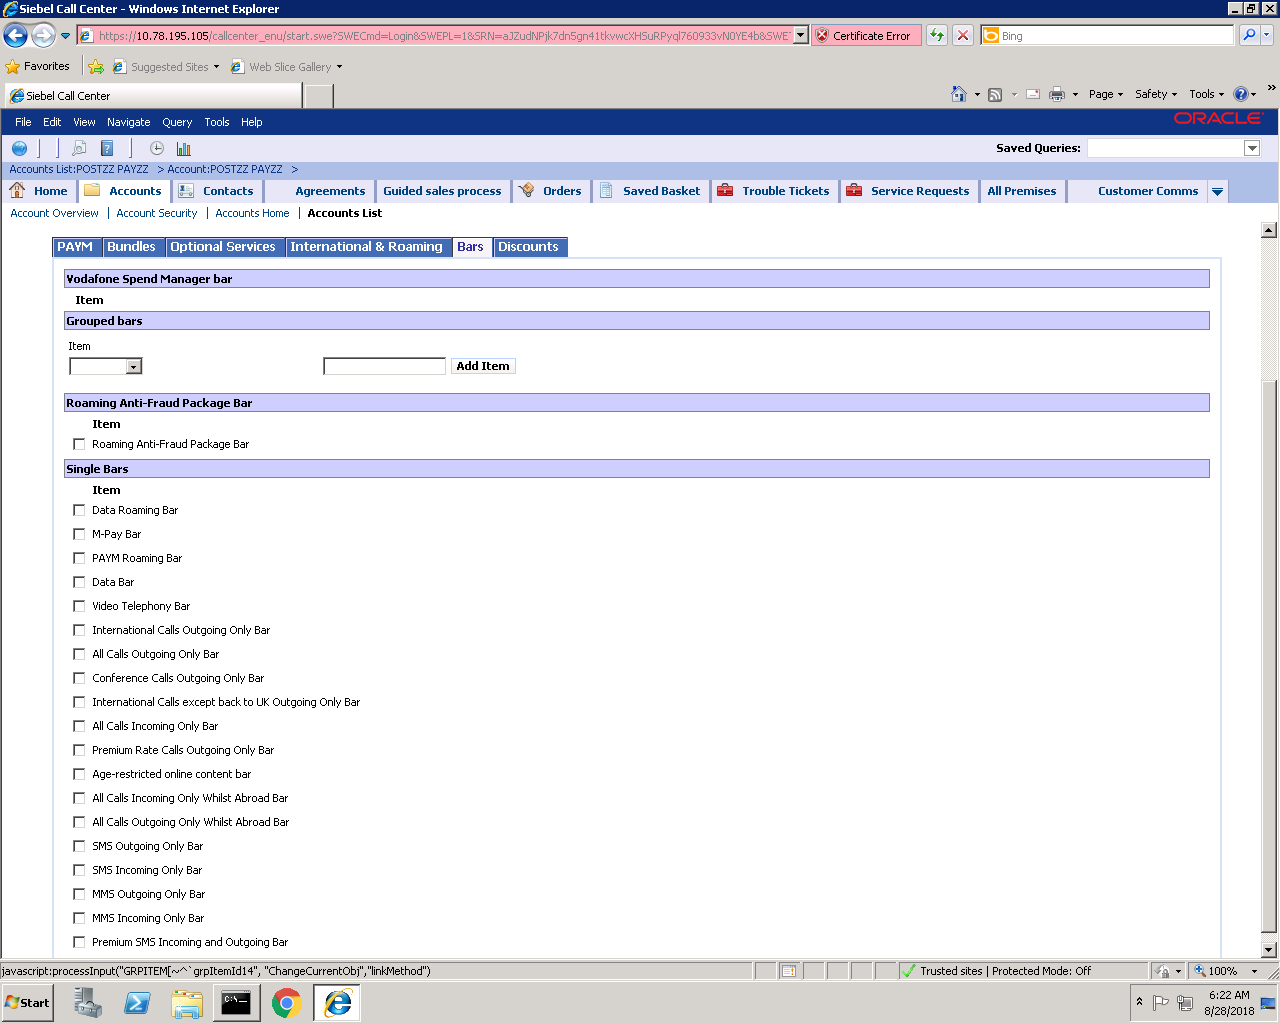 Siebel Call Center - Windows Internet Explorer
https://10.78.195.105/callcenter_enu/start.swe?SWECmd=Login&SWEPL=1&SRN=aJZudNPjk7dn5gn41tkvwcXHSuRPyql760933vN0YE4b&SWE
Certificate Error
Bing
Favorites
Suggested Sites
Web Slice Gallery
Siebel Call Center
Page
Safety
Tools
File Edit View Navigate Query Tools Help
ORACLE
Saved Queries:
Accounts List:POSTZZ PAYZZ > Account:POSTZZ PAYZZ >
Home Accounts Contacts Agreements Guided sales process Orders Saved Basket Trouble Tickets Service Requests All Premises Customer Comms
Account Overview | Account Security | Accounts Home | Accounts List
PAYM Bundles Optional Services International & Roaming Bars Discounts
Vodafone Spend Manager bar
Item
Grouped bars
Item
Add Item
Roaming Anti-Fraud Package Bar
Item
Roaming Anti-Fraud Package Bar
Single Bars
Item
Data Roaming Bar
M-Pay Bar
PAYM Roaming Bar
Data Bar
Video Telephony Bar
International Calls Outgoing Only Bar
All Calls Outgoing Only Bar
Conference Calls Outgoing Only Bar
International Calls except back to UK Outgoing Only Bar
All Calls Incoming Only Bar
Premium Rate Calls Outgoing Only Bar
Age-restricted online content bar
All Calls Incoming Only Whilst Abroad Bar
All Calls Outgoing Only Whilst Abroad Bar
SMS Outgoing Only Bar
SMS Incoming Only Bar
MMS Outgoing Only Bar
MMS Incoming Only Bar
Premium SMS Incoming and Outgoing Bar
javascript:processInput("GRPITEM[~^`grpItemId14", "ChangeCurrentObj","linkMethod")
Trusted sites | Protected Mode: Off
100%
Start
C:\.
6:22 AM
8/28/2018